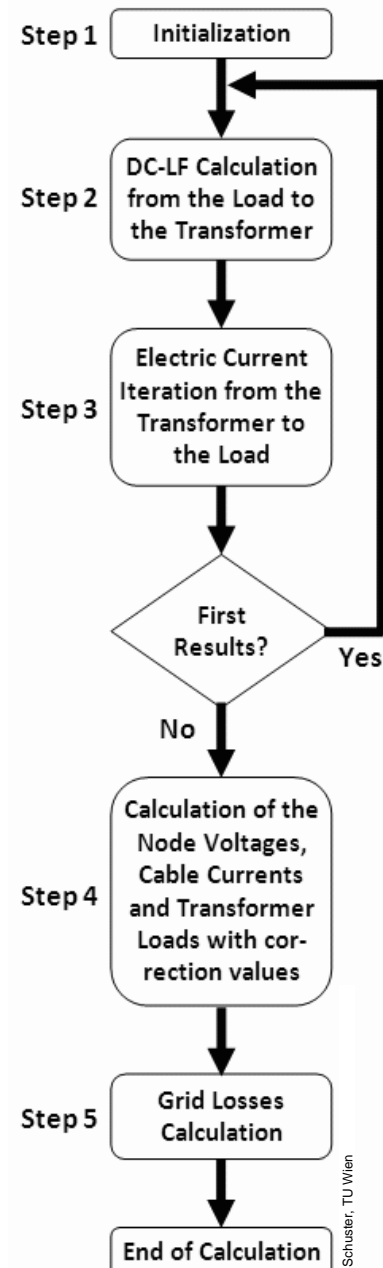 Step 1
Initialization
Step 2
DC-LF Calculation
from the Load to
the Transformer
Step 3
Electric Current
Iteration from the
Transformer to
the Load
First
Results?
Yes
No
Step 4
Calculation of the
Node Voltages,
Cable Currents
and Transformer
Loads with cor-
rection values
Step 5
Grid Losses
Calculation
End of Calculation
Schuster, TU Wien